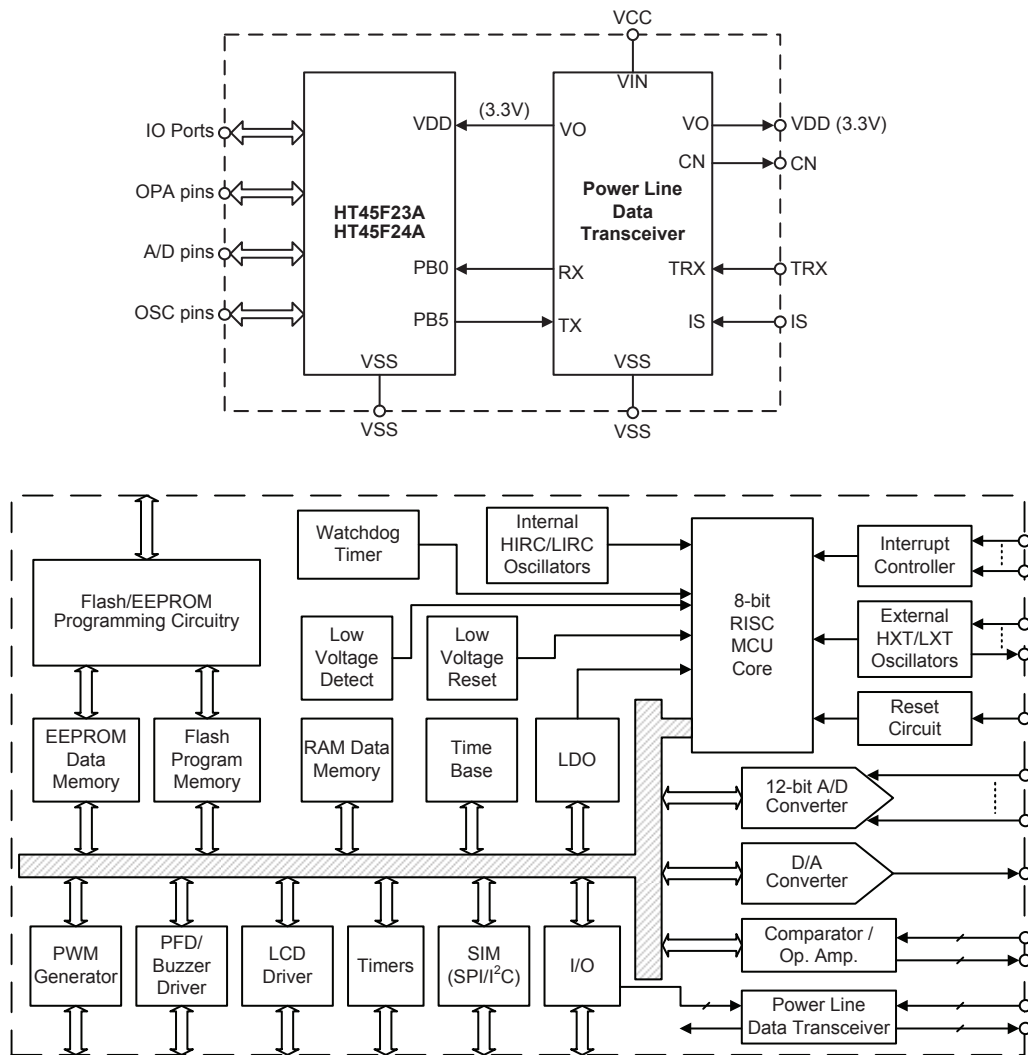 VCC
VIN
IO Ports
OPA pins
A/D pins
OSC pins
HT45F23A
HT45F24A
VDD
(3.3V)
VO
VO
VDD (3.3V)
CN
CN
Power Line
Data
Transceiver
PB0
RX
TRX
TRX
PB5
TX
IS
IS
VSS
VSS
VSS
VSS
Flash/EEPROM
Programming Circuitry
Watchdog
Timer
Internal
HIRC/LIRC
Oscillators
8-bit
RISC
MCU
Core
Interrupt
Controller
Low
Voltage
Detect
Low
Voltage
Reset
External
HXT/LXT
Oscillators
Reset
Circuit
EEPROM
Data
Memory
Flash
Program
Memory
RAM Data
Memory
Time
Base
LDO
12-bit A/D
Converter
D/A
Converter
PWM
Generator
PFD/
Buzzer
Driver
LCD
Driver
Timers
SIM
(SPI/I²C)
I/O
Comparator /
Op. Amp.
Power Line
Data Transceiver